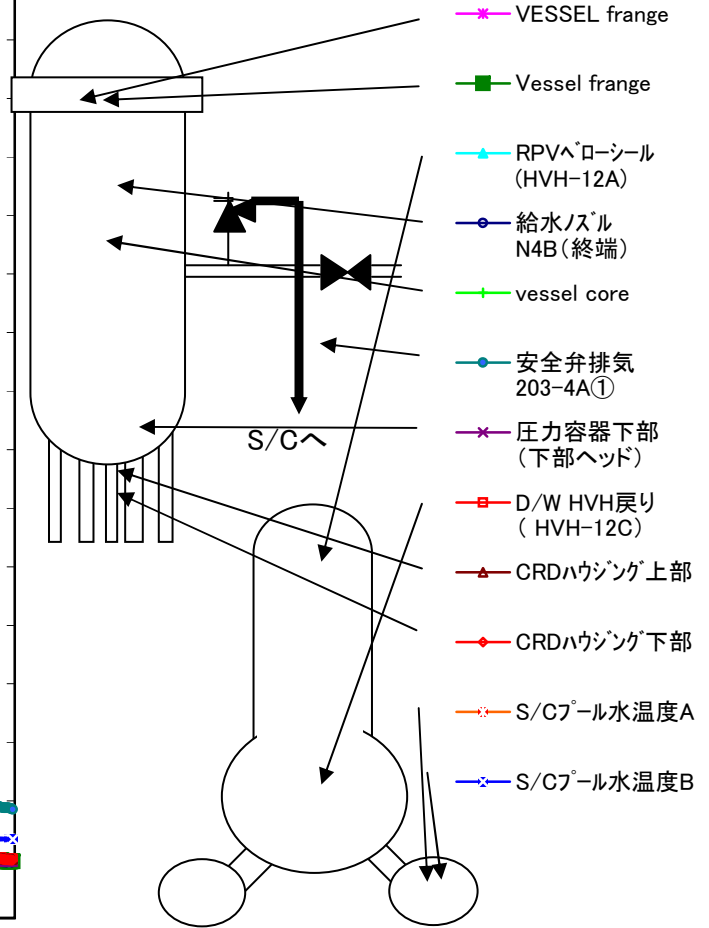 VESSEL frange
Vessel frange
RPVベローシール
(HVH-12A)
給水ノズル
N4B(終端)
vessel core
安全弁排気
203-4A①
圧力容器下部
(下部ヘッド)
D/W HVH戻り
( HVH-12C)
CRDハウジング上部
CRDハウジング下部
S/Cプール水温度A
S/Cプール水温度B
S/Cへ